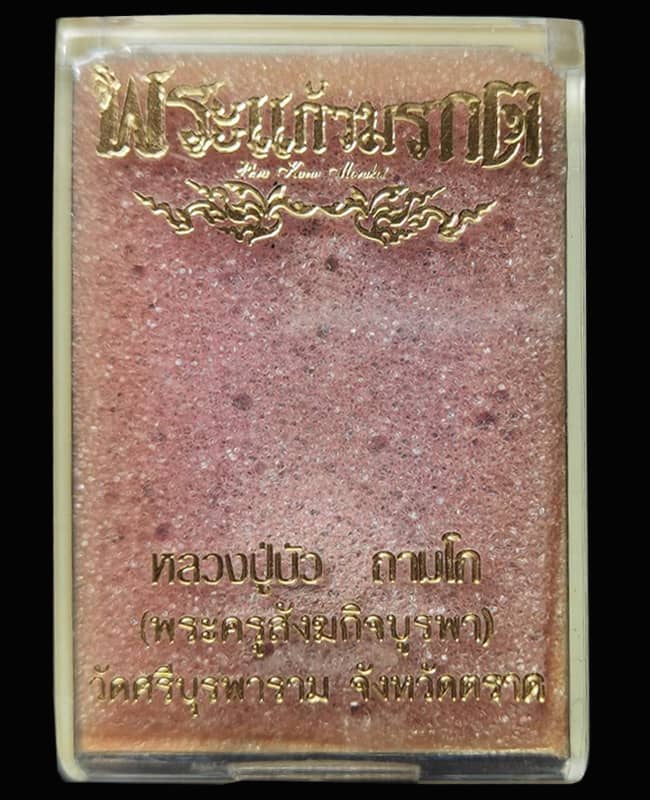 พระแก้วมรกต
หลวงปู่บัว ถามโก
(พระครูสังฆกิจบูรพา)
วัดศรีบุรพาราม จังหวัดตราด